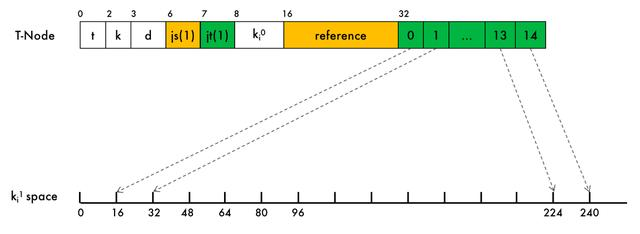 0 2 3 6 7 8 16 32
T-Node t k d js(1) jt(1) kᵢ⁰ reference 0 1 ... 13 14
kᵢ¹ space
0 16 32 48 64 80 96 224 240